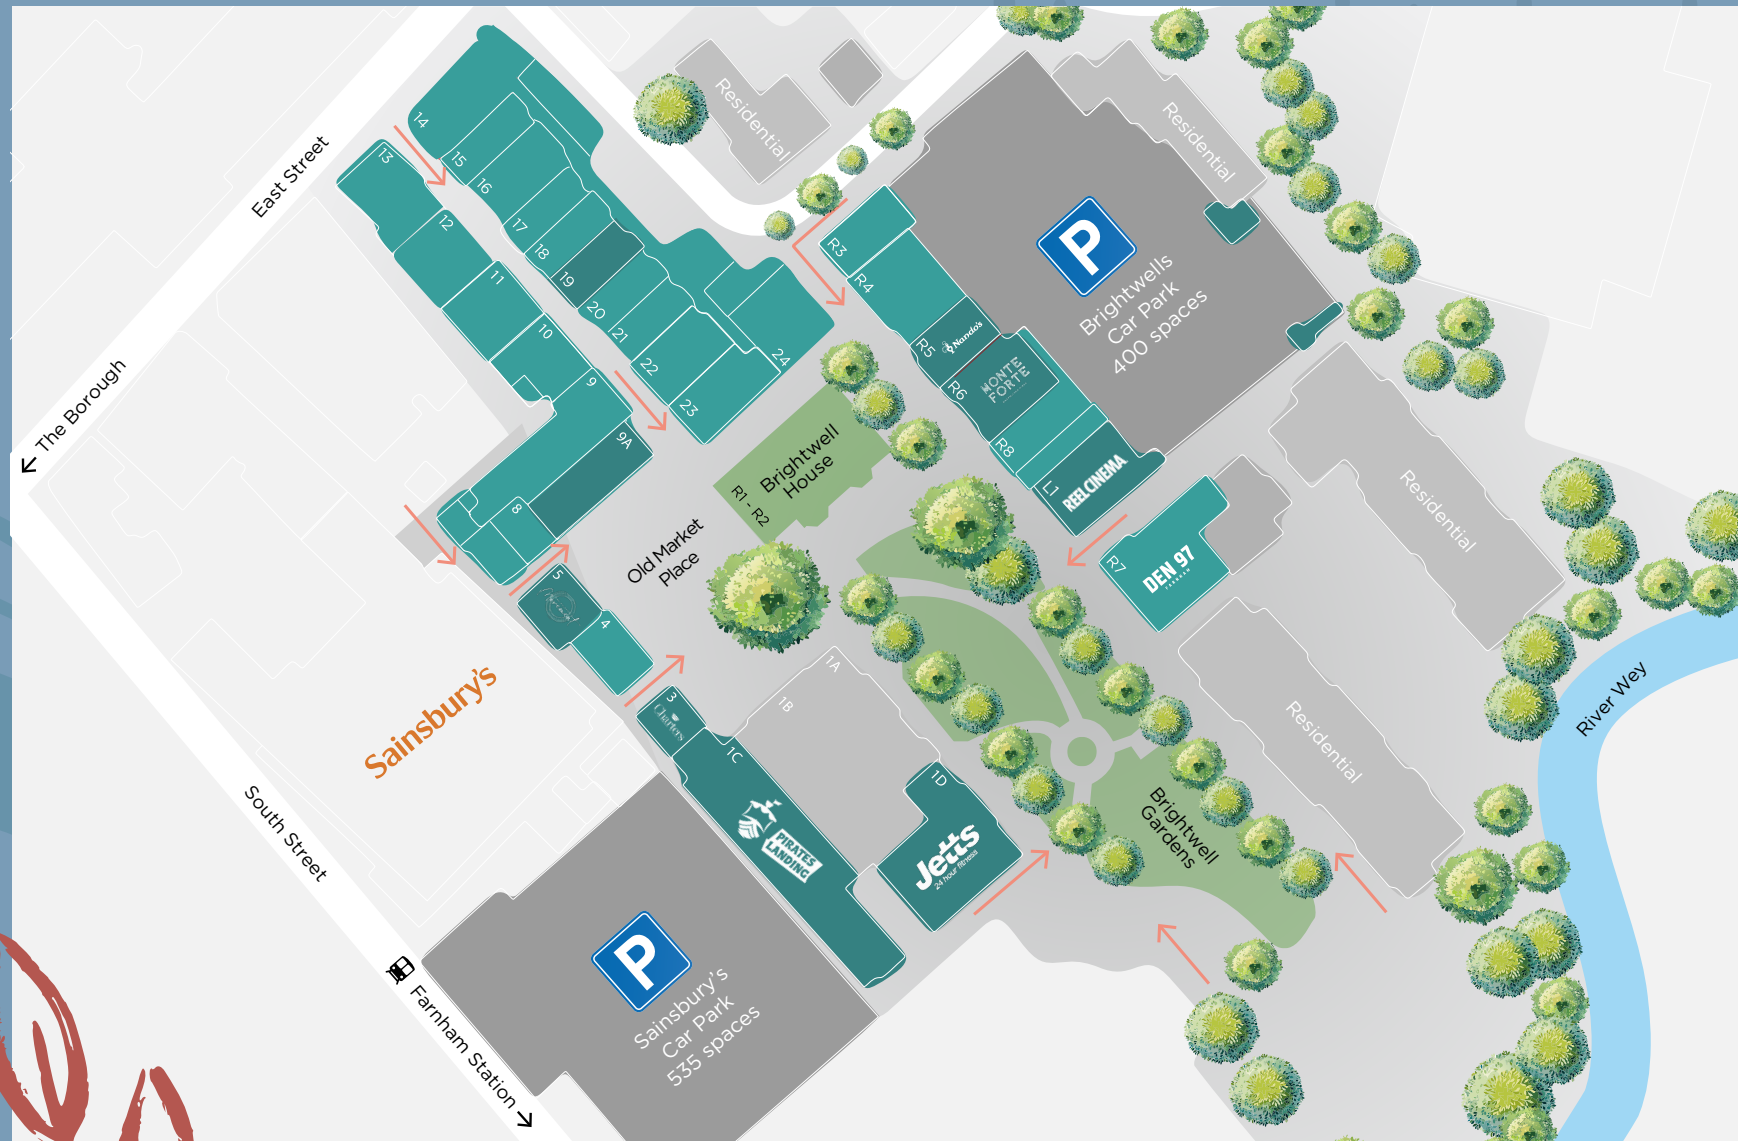 14
13
15
16
12
17
18
11
19
20
10
21
22
9
23
24
9A
8
5
4
3
Charters
1C
PIRATES
LANDING
1B
1A
1D
Jetts
24 hour fitness
East Street
← The Borough
South Street
Farnham Station →
Sainsbury's
Residential
Residential
P
Brightwells
Car Park
400 spaces
R3
R4
R5
Nando's
R6
MONTE
FORTE
R8
L1
REEL CINEMA
R7
DEN 97
FARNHAM
Brightwell
House
R1 -
R2
Old Market
Place
Residential
Residential
Brightwell
Gardens
River Wey
P
Sainsbury's
Car Park
535 spaces